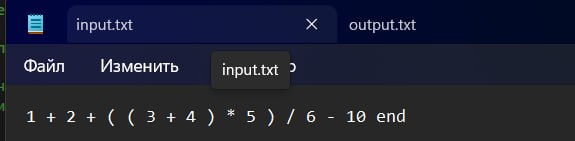 input.txt
output.txt
Файл
Изменить
input.txt
1 + 2 + ( ( 3 + 4 ) * 5 ) / 6 - 10 end